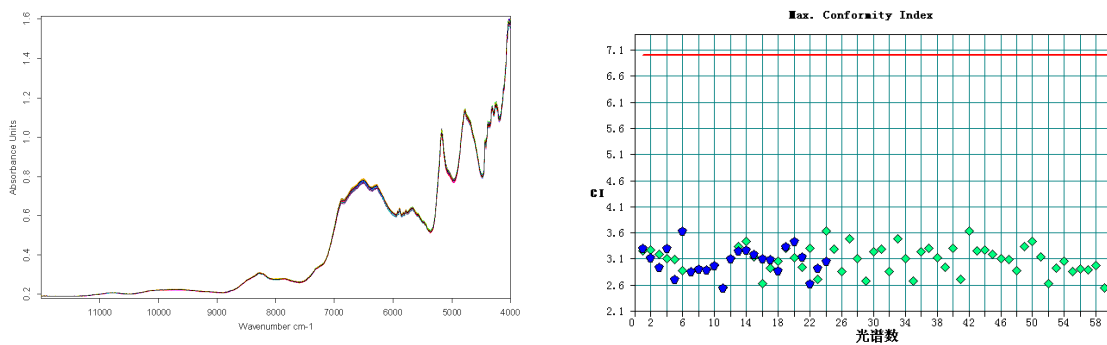 1.6
1.4
1.2
1.0
0.8
0.6
0.4
0.2
Absorbance Units
11000 10000 9000 8000 7000 6000 5000 4000
Wavenumber cm-1
Max. Conformity Index
7.1
6.6
6.1
5.6
5.1
4.6
4.1
3.6
3.1
2.6
2.1
CI
0 2 6 10 14 18 22 26 30 34 38 42 46 50 54 58
光谱数